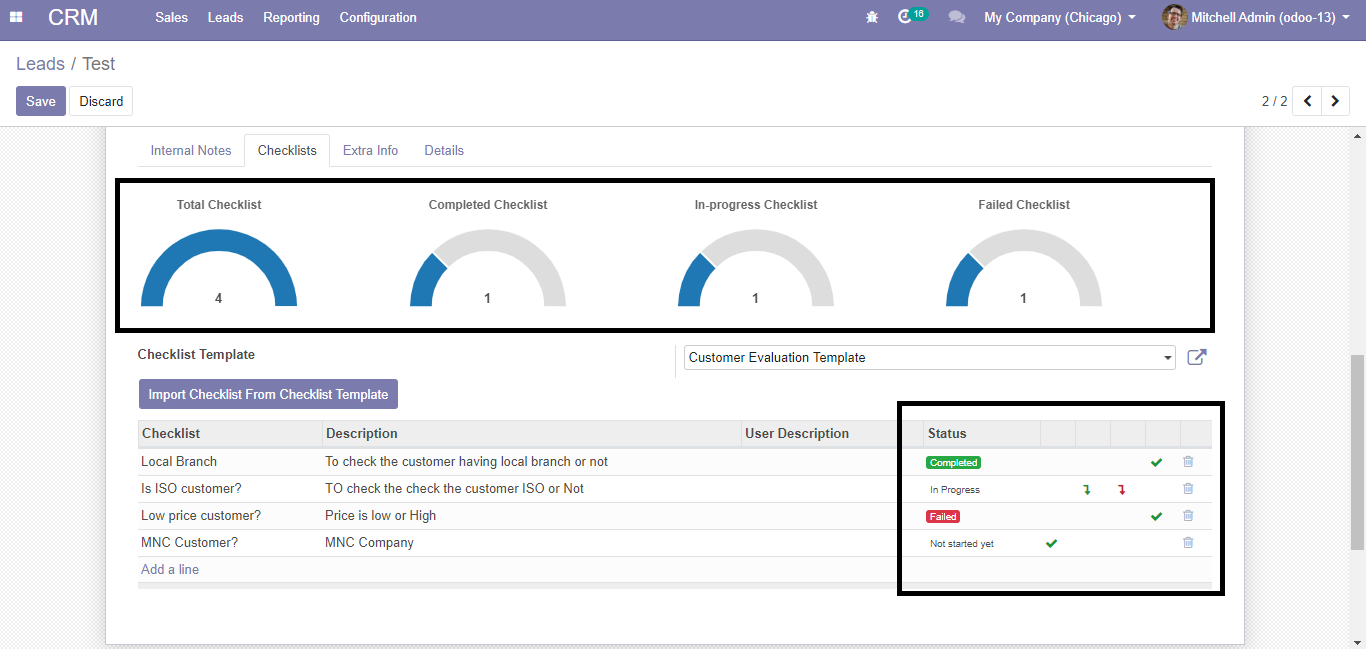 CRM Sales Leads Reporting Configuration 16 My Company (Chicago) Mitchell Admin (odoo-13)
Leads / Test
Save Discard 2 / 2
Internal Notes Checklists Extra Info Details
Total Checklist Completed Checklist In-progress Checklist Failed Checklist
4 1 1 1
Checklist Template Customer Evaluation Template
Import Checklist From Checklist Template
Checklist Description User Description Status
Local Branch To check the customer having local branch or not Completed
Is ISO customer? TO check the check the customer ISO or Not In Progress
Low price customer? Price is low or High Failed
MNC Customer? MNC Company Not started yet
Add a line